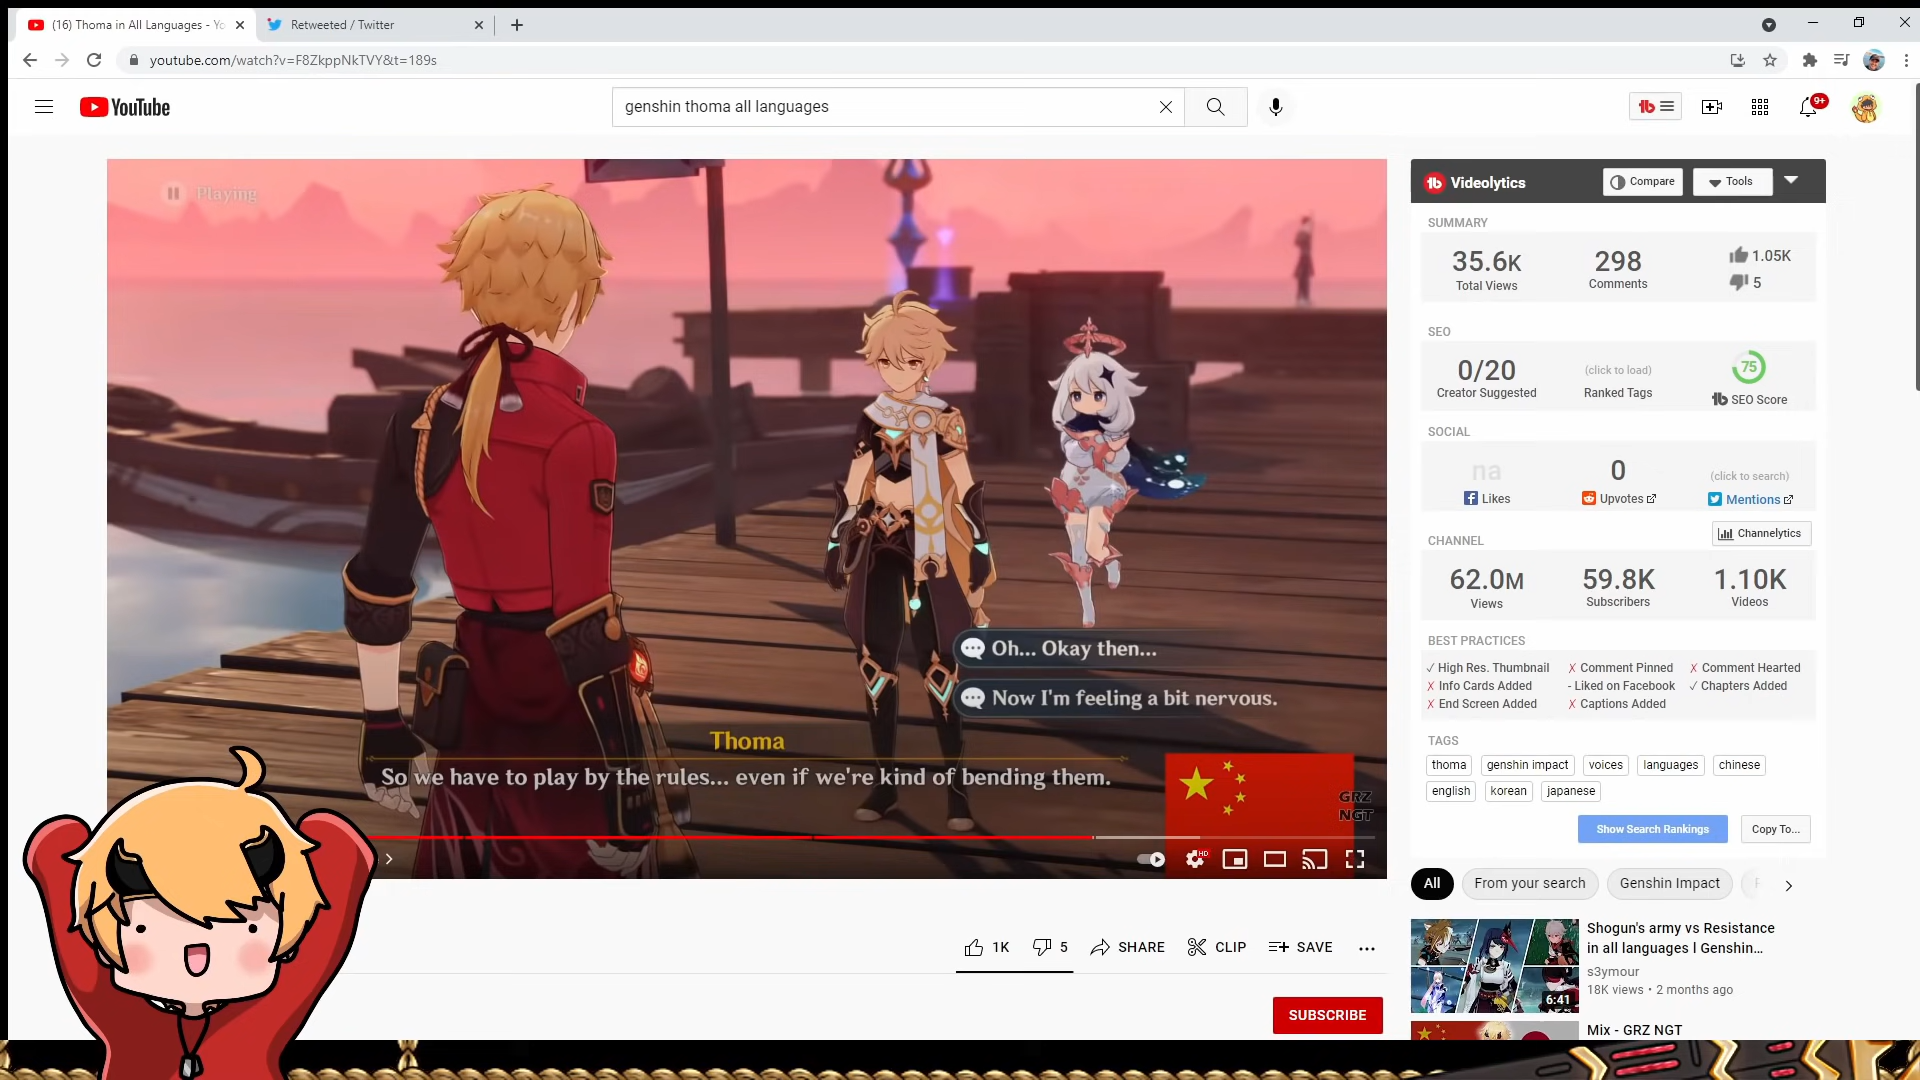 (16) Thoma in All Languages - Yo
Retweeted / Twitter
youtube.com/watch?v=F8ZkppNkTVY&t=189s
YouTube
genshin thoma all languages
9+
Playing
Oh... Okay then...
Now I'm feeling a bit nervous.
Thoma
So we have to play by the rules... even if we're kind of bending them.
GRZ
NGT
HD
1K
5
SHARE
CLIP
SAVE
SUBSCRIBE
Videolytics
Compare
Tools
SUMMARY
35.6K
298
1.05K
Total Views
Comments
5
SEO
0/20
(click to load)
75
Creator Suggested
Ranked Tags
SEO Score
SOCIAL
na
0
(click to search)
Likes
Upvotes
Mentions
CHANNEL
Channelytics
62.0M
59.8K
1.10K
Views
Subscribers
Videos
BEST PRACTICES
✓ High Res. Thumbnail
✗ Comment Pinned
✗ Comment Hearted
✗ Info Cards Added
- Liked on Facebook
✓ Chapters Added
✗ End Screen Added
✗ Captions Added
TAGS
thoma
genshin impact
voices
languages
chinese
english
korean
japanese
Show Search Rankings
Copy To...
All
From your search
Genshin Impact
Shogun's army vs Resistance
in all languages l Genshin...
s3ymour
18K views • 2 months ago
6:41
Mix - GRZ NGT